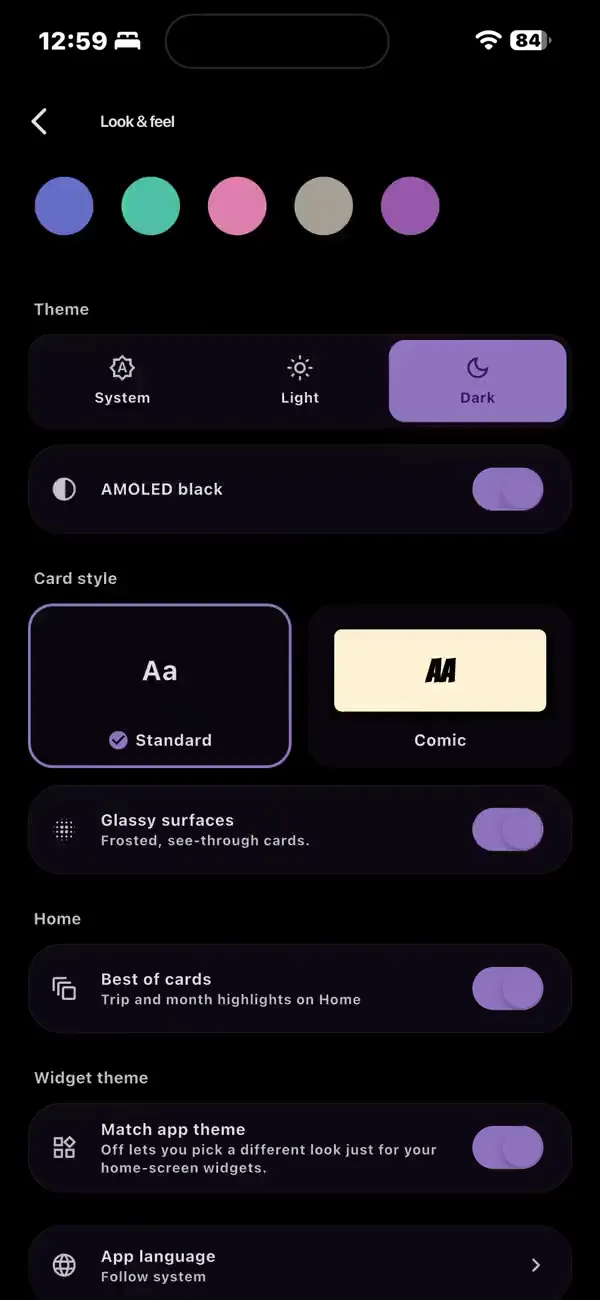 12:59
84
Look & feel
Theme
System
Light
Dark
AMOLED black
Card style
Aa
AA
Standard
Comic
Glassy surfaces
Frosted, see-through cards.
Home
Best of cards
Trip and month highlights on Home
Widget theme
Match app theme
Off lets you pick a different look just for your
home-screen widgets.
App language
Follow system